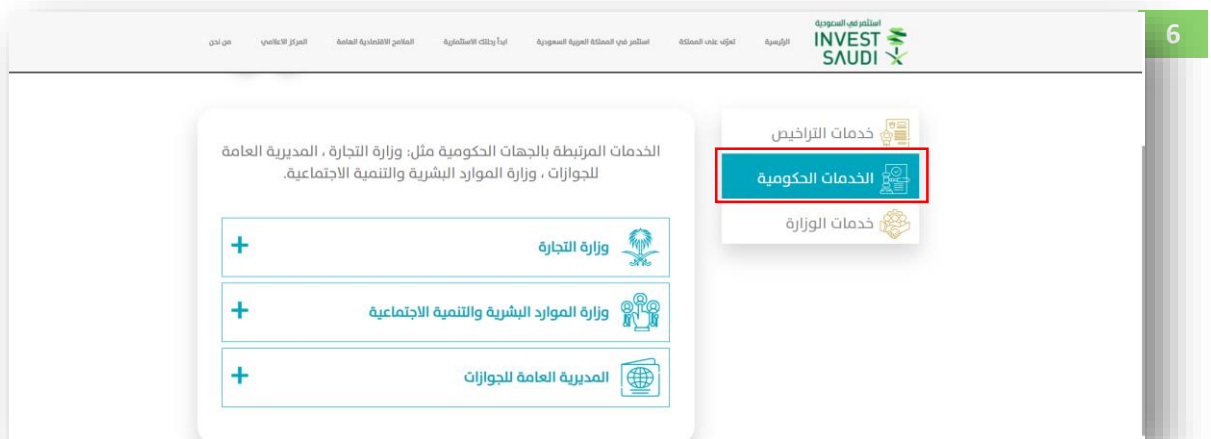 6
استثمر في السعودية
INVEST
SAUDI
الرئيسية
تعرّف على المملكة
استثمر في المملكة العربية السعودية
ابدأ رحلتك الاستثمارية
الملامح الاقتصادية العامة
المركز الاعلامي
من نحن
خدمات التراخيص
الخدمات الحكومية
خدمات الوزارة
الخدمات المرتبطة بالجهات الحكومية مثل: وزارة التجارة ، المديرية العامة
للجوازات ، وزارة الموارد البشرية والتنمية الاجتماعية.
وزارة التجارة
+
وزارة الموارد البشرية والتنمية الاجتماعية
+
المديرية العامة للجوازات
+